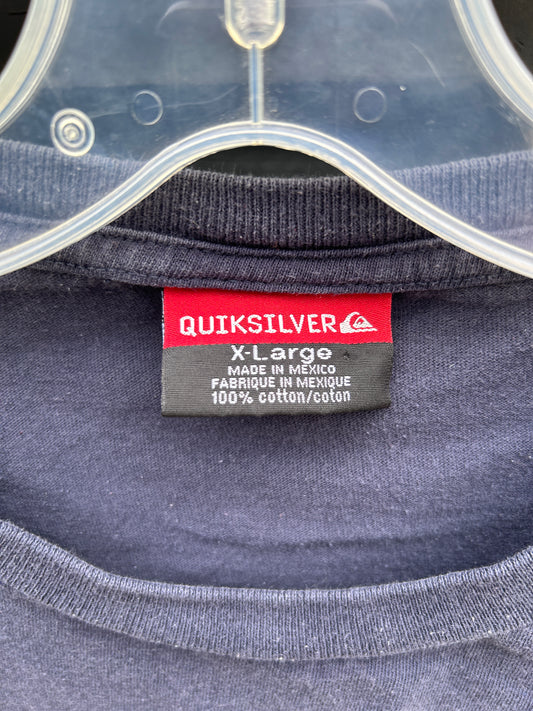 QUIKSILVER
X-Large
MADE IN MEXICO
FABRIQUE IN MEXIQUE
100% cotton/coton